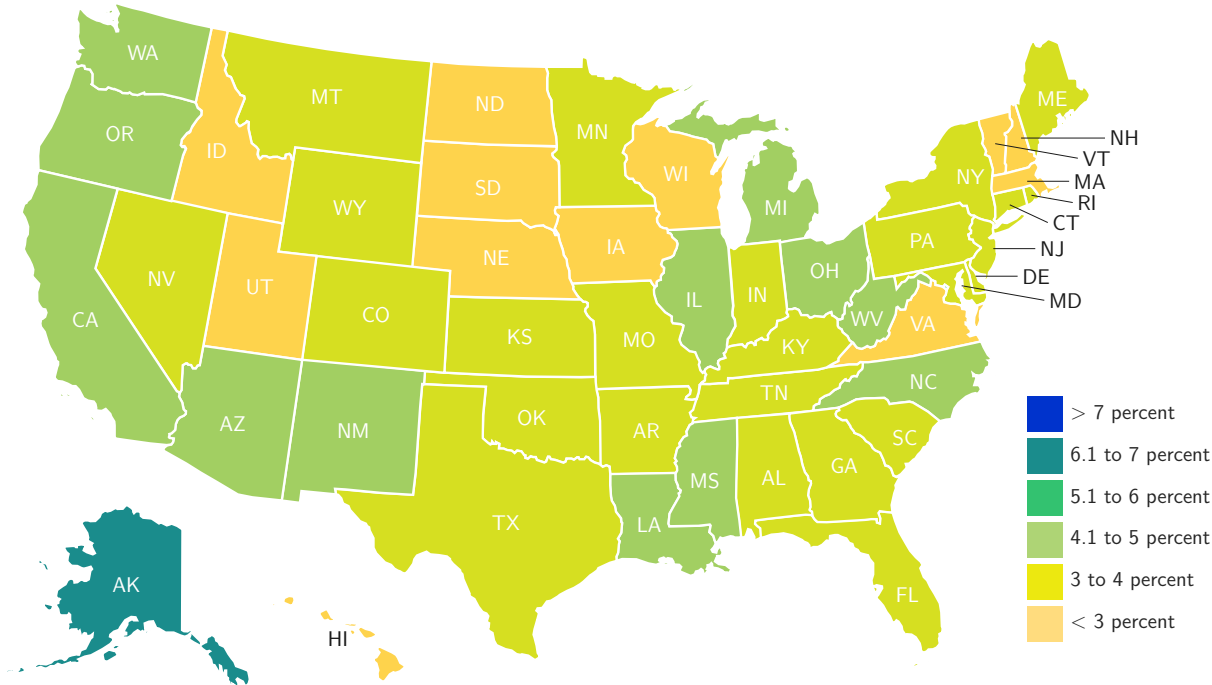 WA
MT
ND
MN
ME
OR
ID
WI
NH
VT
SD
NY
MA
RI
WY
MI
CT
NE
IA
PA
NJ
NV
UT
OH
DE
CO
IL
IN
MD
CA
KS
MO
WV
VA
KY
NC
TN
AZ
NM
OK
AR
SC
GA
MS
AL
TX
LA
FL
AK
HI
> 7 percent
6.1 to 7 percent
5.1 to 6 percent
4.1 to 5 percent
3 to 4 percent
< 3 percent